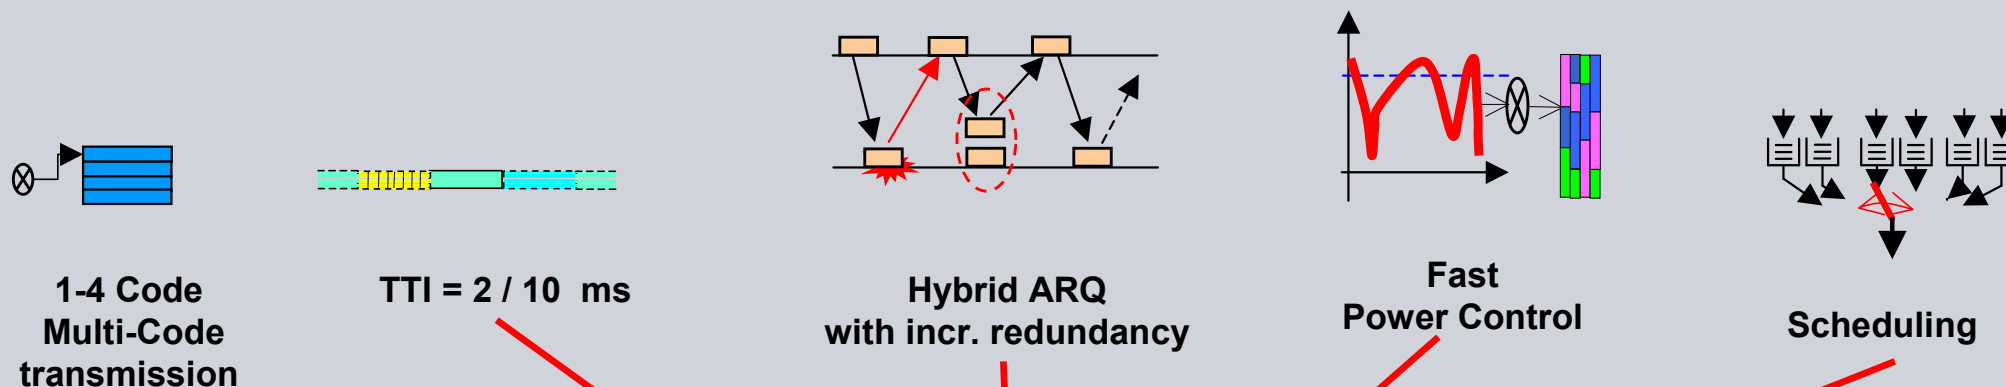 1-4 Code
Multi-Code
transmission
TTI = 2 / 10  ms
Hybrid ARQ
with incr. redundancy
Fast
Power Control
Scheduling